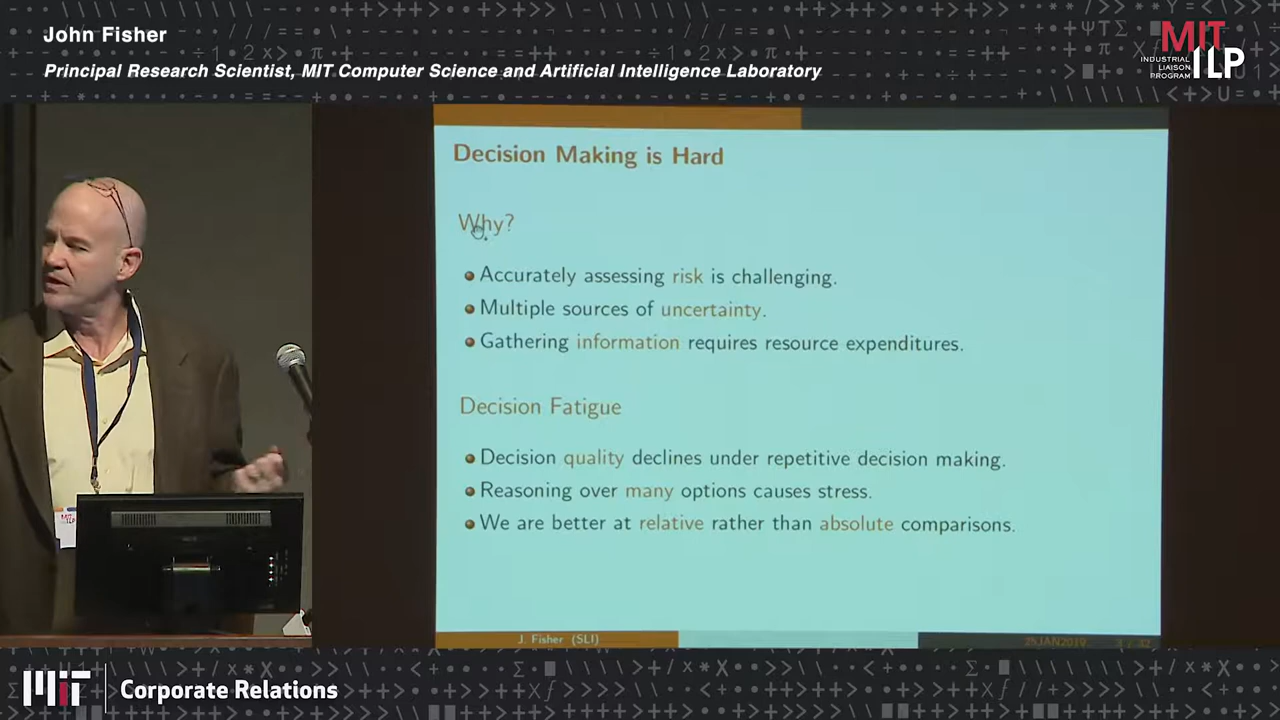 John Fisher
Principal Research Scientist, MIT Computer Science and Artificial Intelligence Laboratory
MIT
INDUSTRIAL
LIAISON
PROGRAM
ILP
Decision Making is Hard
Why?
Accurately assessing risk is challenging.
Multiple sources of uncertainty.
Gathering information requires resource expenditures.
Decision Fatigue
Decision quality declines under repetitive decision making.
Reasoning over many options causes stress.
We are better at relative rather than absolute comparisons.
J. Fisher (SLI)
25JAN2019
MIT
Corporate Relations